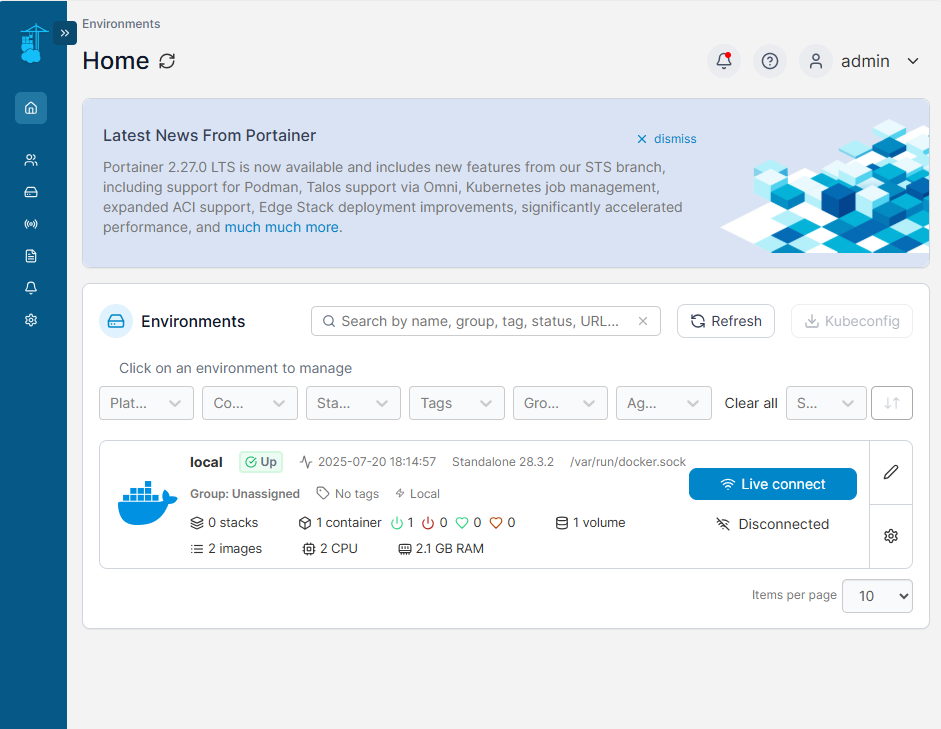 Environments
Home
admin
Latest News From Portainer
dismiss
Portainer 2.27.0 LTS is now available and includes new features from our STS branch,
including support for Podman, Talos support via Omni, Kubernetes job management,
expanded ACI support, Edge Stack deployment improvements, significantly accelerated
performance, and much much more.
Environments
Search by name, group, tag, status, URL...
Refresh
Kubeconfig
Click on an environment to manage
Plat...
Co...
Sta...
Tags
Gro...
Ag...
Clear all
S...
local Up 2025-07-20 18:14:57 Standalone 28.3.2 /var/run/docker.sock
Group: Unassigned No tags Local
Live connect
0 stacks 1 container 1 0 0 0 1 volume
Disconnected
2 images 2 CPU 2.1 GB RAM
Items per page 10